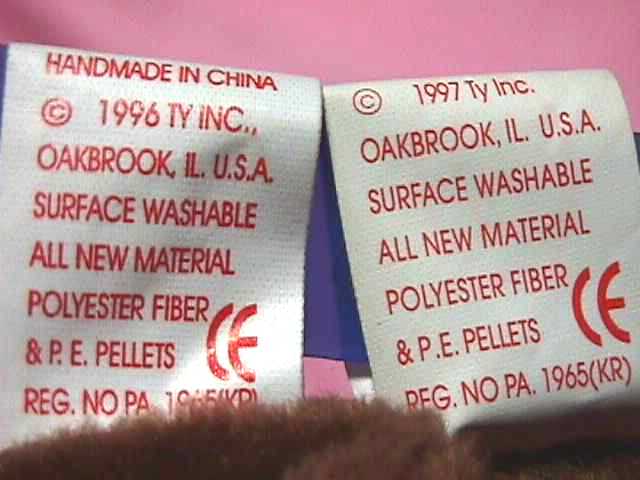 HANDMADE IN CHINA
© 1996 TY INC.,
OAKBROOK, IL. U.S.A.
SURFACE WASHABLE
ALL NEW MATERIAL
POLYESTER FIBER
& P. E. PELLETS
CE
REG. NO PA. 1965(KR)
© 1997 Ty Inc.
OAKBROOK, IL. U.S.A.
SURFACE WASHABLE
ALL NEW MATERIAL
POLYESTER FIBER
& P.E. PELLETS
CE
REG. NO PA. 1965(KR)